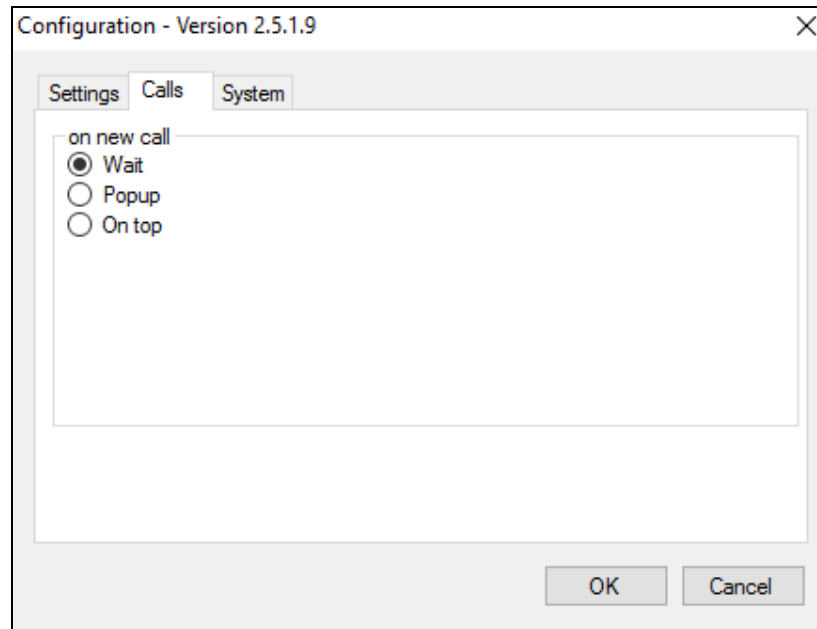 Configuration - Version 2.5.1.9
Settings Calls System
on new call
Wait
Popup
On top
OK Cancel